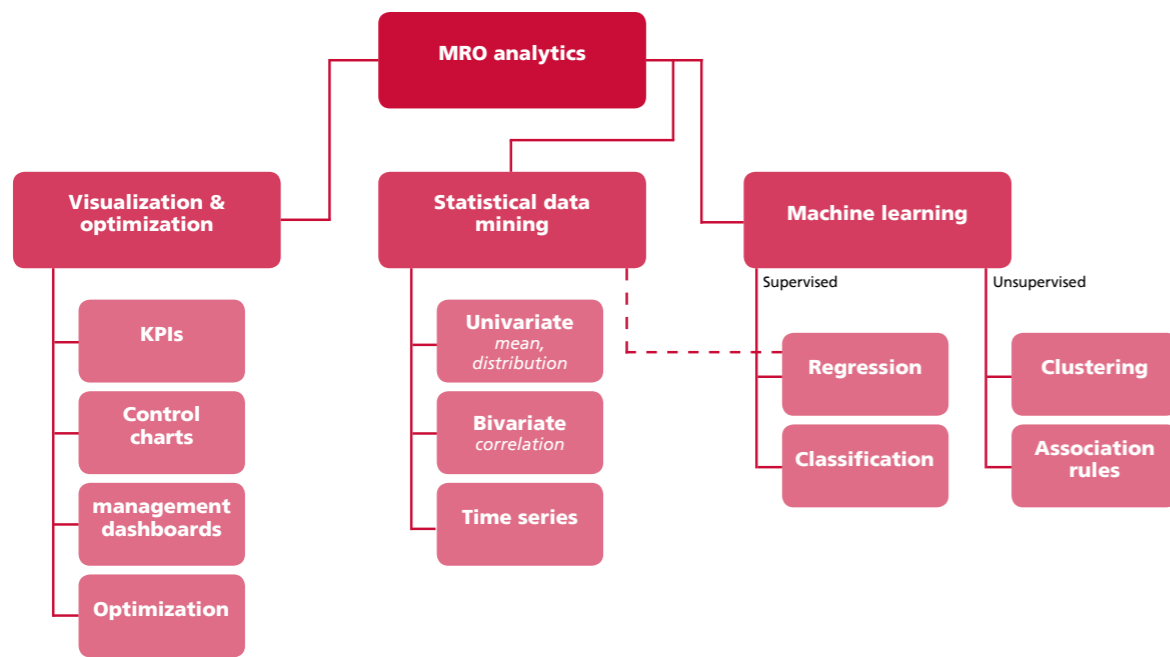 MRO analytics
Visualization &
optimization
Statistical data
mining
Machine learning
Supervised
Unsupervised
KPIs
Control
charts
management
dashboards
Optimization
Univariate
mean,
distribution
Bivariate
correlation
Time series
Regression
Classification
Clustering
Association
rules